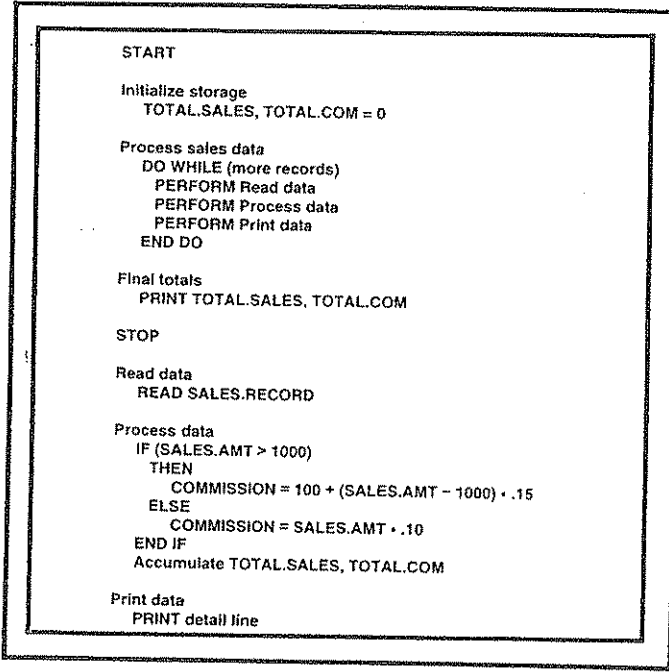 START
Initialize storage
TOTAL.SALES, TOTAL.COM = 0
Process sales data
DO WHILE (more records)
PERFORM Read data
PERFORM Process data
PERFORM Print data
END DO
Final totals
PRINT TOTAL.SALES, TOTAL.COM
STOP
Read data
READ SALES.RECORD
Process data
IF (SALES.AMT > 1000)
THEN
COMMISSION = 100 + (SALES.AMT − 1000) • .15
ELSE
COMMISSION = SALES.AMT • .10
END IF
Accumulate TOTAL.SALES, TOTAL.COM
Print data
PRINT detail line